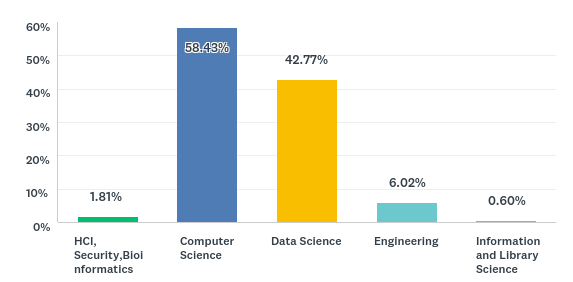 60%
50%
40%
30%
20%
10%
0%
1.81%
58.43%
42.77%
6.02%
0.60%
HCI,
Security,Bioi
nformatics
Computer
Science
Data Science
Engineering
Information
and Library
Science